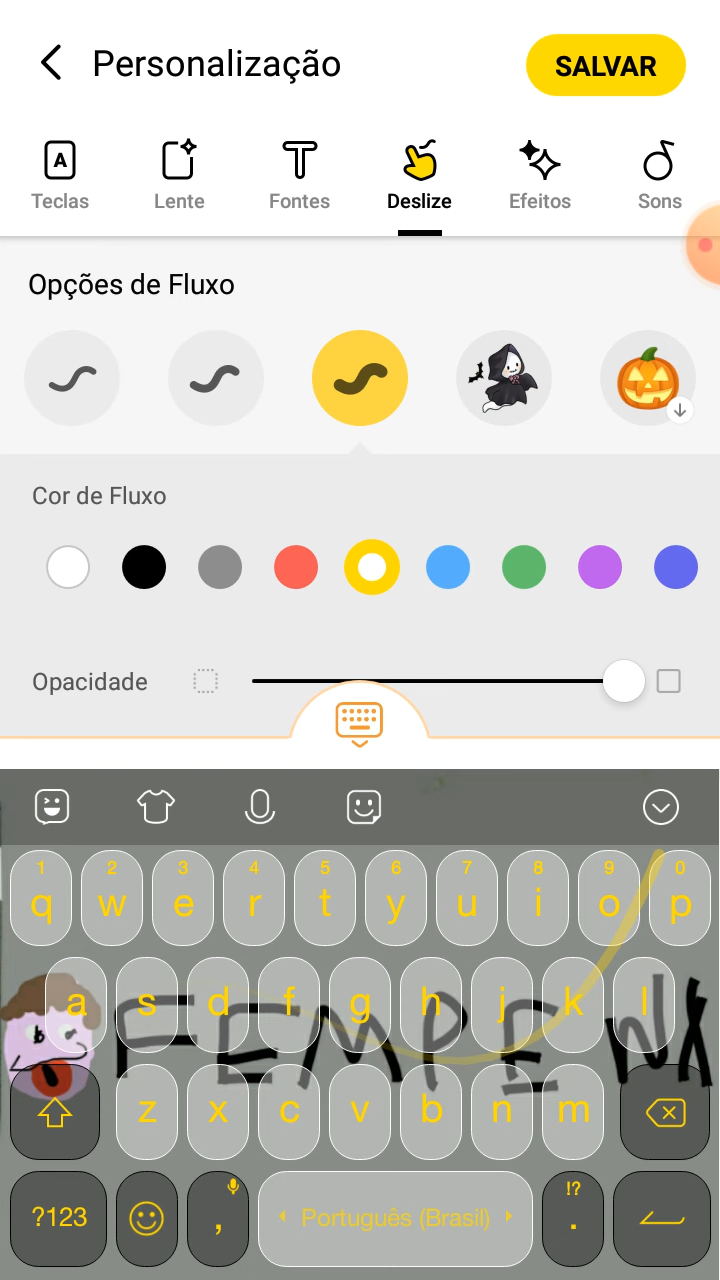 Personalização SALVAR
A
Teclas Lente Fontes Deslize Efeitos Sons
Opções de Fluxo
Cor de Fluxo
Opacidade
1 2 3 4 5 6 7 8 9 0
q w e r t y u i o p
a s d f g h j k l
z x c v b n m
?123 , Português (Brasil) !? .